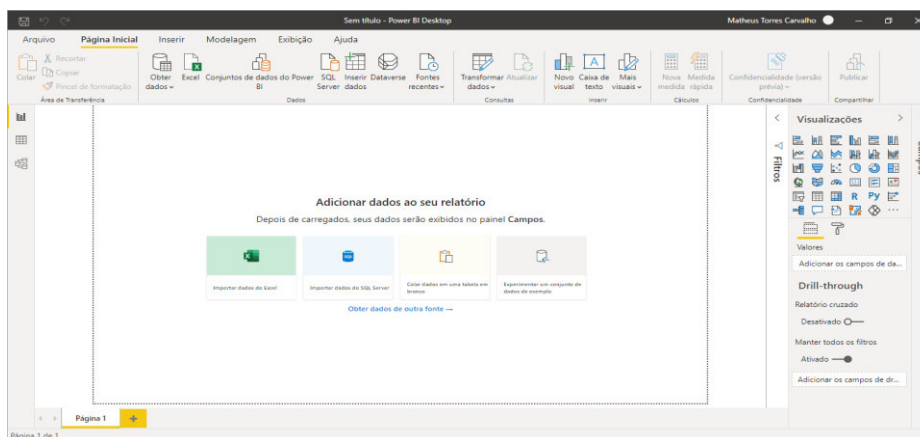 Sem título - Power BI Desktop
Matheus Torres Carvalho
Arquivo Página Inicial Inserir Modelagem Exibição Ajuda
Colar
Recortar
Copiar
Pincel de formatação
Área de Transferência
Obter dados
Excel
Conjuntos de dados do Power BI
SQL Server
Inserir dados
Dataverse
Fontes recentes
Dados
Transformar dados
Atualizar
Consultas
Novo visual
Caixa de texto
Mais visuais
Inserir
Nova medida
Medida rápida
Cálculos
Confidencialidade (versão prévia)
Confidencialidade
Publicar
Compartilhar
Adicionar dados ao seu relatório
Depois de carregados, seus dados serão exibidos no painel Campos.
Importar dados do Excel
Importar dados do SQL Server
Colar dados em uma tabela em branco
Experimentar um conjunto de dados de exemplo
Obter dados de outra fonte →
Filtros
Visualizações
R Py
Valores
Adicionar os campos de da...
Drill-through
Relatório cruzado
Desativado
Manter todos os filtros
Ativado
Adicionar os campos de dr...
Página 1
Página 1 de 1